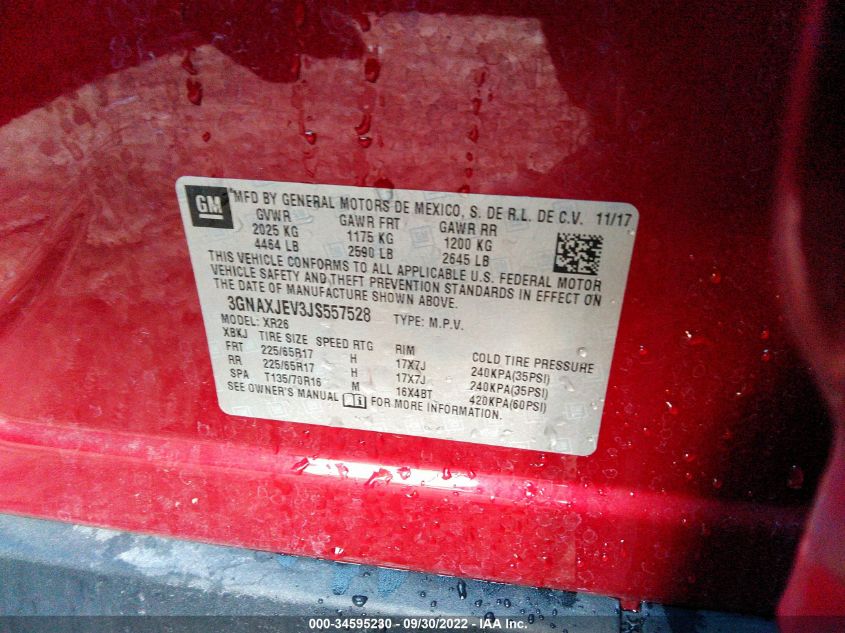 GM
MFD BY GENERAL MOTORS DE MEXICO, S. DE R.L. DE C.V. 11/17
GVWR GAWR FRT GAWR RR
2025 KG 1175 KG 1200 KG
4464 LB 2590 LB 2645 LB
THIS VEHICLE CONFORMS TO ALL APPLICABLE U.S. FEDERAL MOTOR
VEHICLE SAFETY AND THEFT PREVENTION STANDARDS IN EFFECT ON
THE DATE OF MANUFACTURE SHOWN ABOVE.
3GNAXJEV3JS557528 TYPE: M.P.V.
MODEL: XR26
XBKJ TIRE SIZE SPEED RTG RIM COLD TIRE PRESSURE
FRT 225/65R17 H 17X7J 240KPA(35PSI)
RR 225/65R17 H 17X7J 240KPA(35PSI)
SPA T135/70R16 M 16X4BT 420KPA(60PSI)
SEE OWNER'S MANUAL FOR MORE INFORMATION.
000-34595230 - 09/30/2022 - IAA Inc.